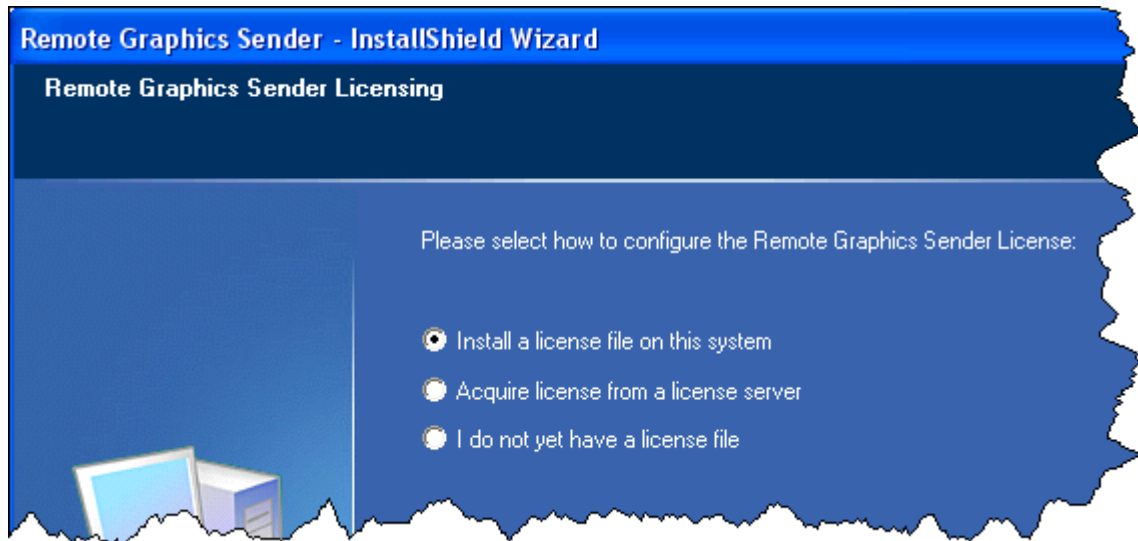 Remote Graphics Sender - InstallShield Wizard
Remote Graphics Sender Licensing
Please select how to configure the Remote Graphics Sender License:
Install a license file on this system
Acquire license from a license server
I do not yet have a license file